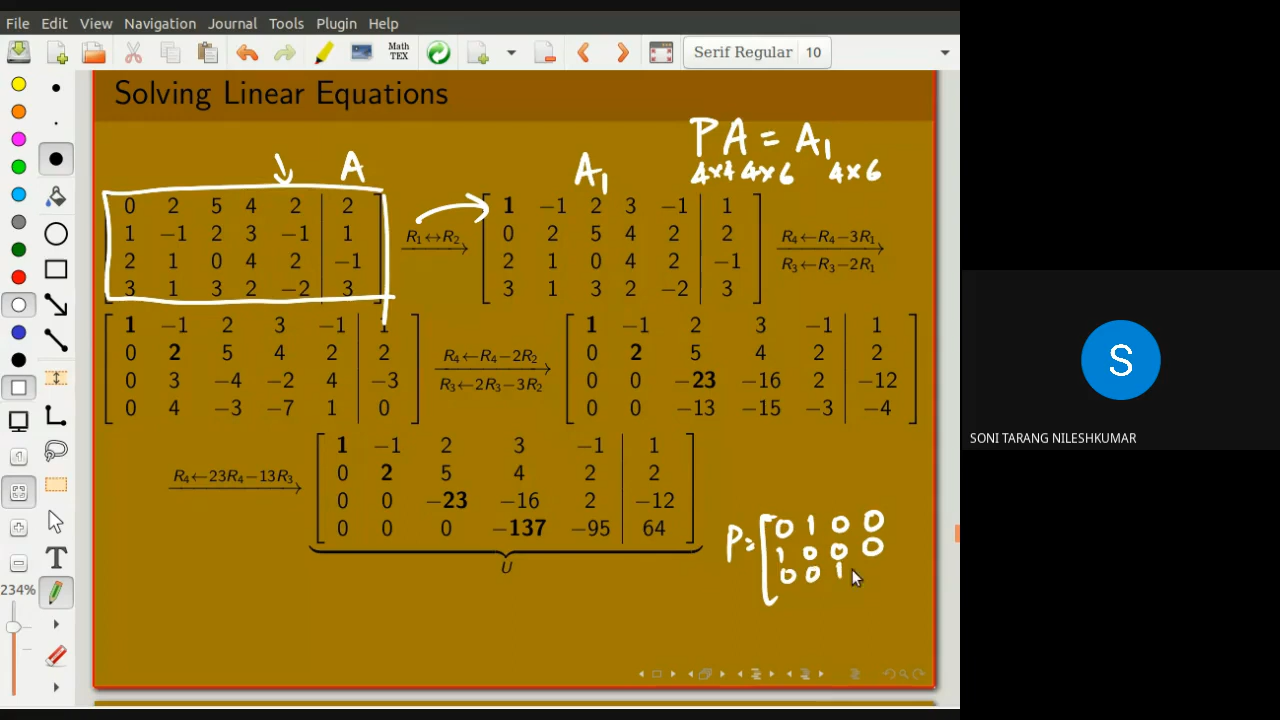 File Edit View Navigation Journal Tools Plugin Help
Math TEX Serif Regular 10
Solving Linear Equations
PA = A1
4×4 4×6 4×6
A A1
0 2 5 4 2 2
1 −1 2 3 −1 1
2 1 0 4 2 −1
3 1 3 2 −2 3
R1↔R2
1 −1 2 3 −1 1
0 2 5 4 2 2
2 1 0 4 2 −1
3 1 3 2 −2 3
R4←R4−3R1
R3←R3−2R1
1 −1 2 3 −1 1
0 2 5 4 2 2
0 3 −4 −2 4 −3
0 4 −3 −7 1 0
R4←R4−2R2
R3←2R3−3R2
1 −1 2 3 −1 1
0 2 5 4 2 2
0 0 −23 −16 2 −12
0 0 −13 −15 −3 −4
R4←23R4−13R3
1 −1 2 3 −1 1
0 2 5 4 2 2
0 0 −23 −16 2 −12
0 0 0 −137 −95 64
U
P= 0 1 0 0
1 0 0 0
0 0 1
234%
S
SONI TARANG NILESHKUMAR